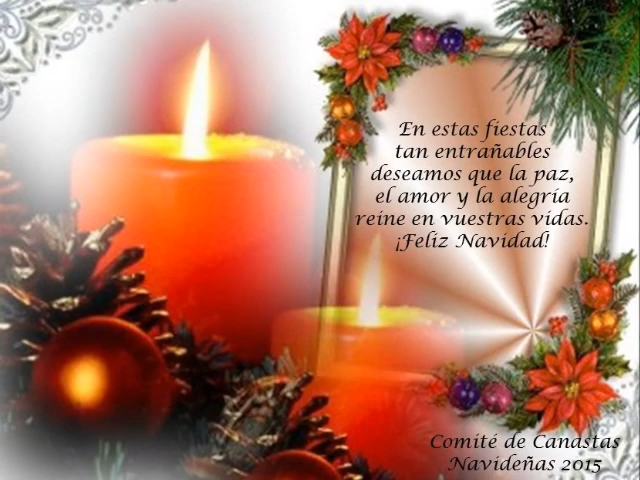 En estas fiestas
tan entrañables
deseamos que la paz,
el amor y la alegría
reine en vuestras vidas.
¡Feliz Navidad!
Comité de Canastas
Navideñas 2015